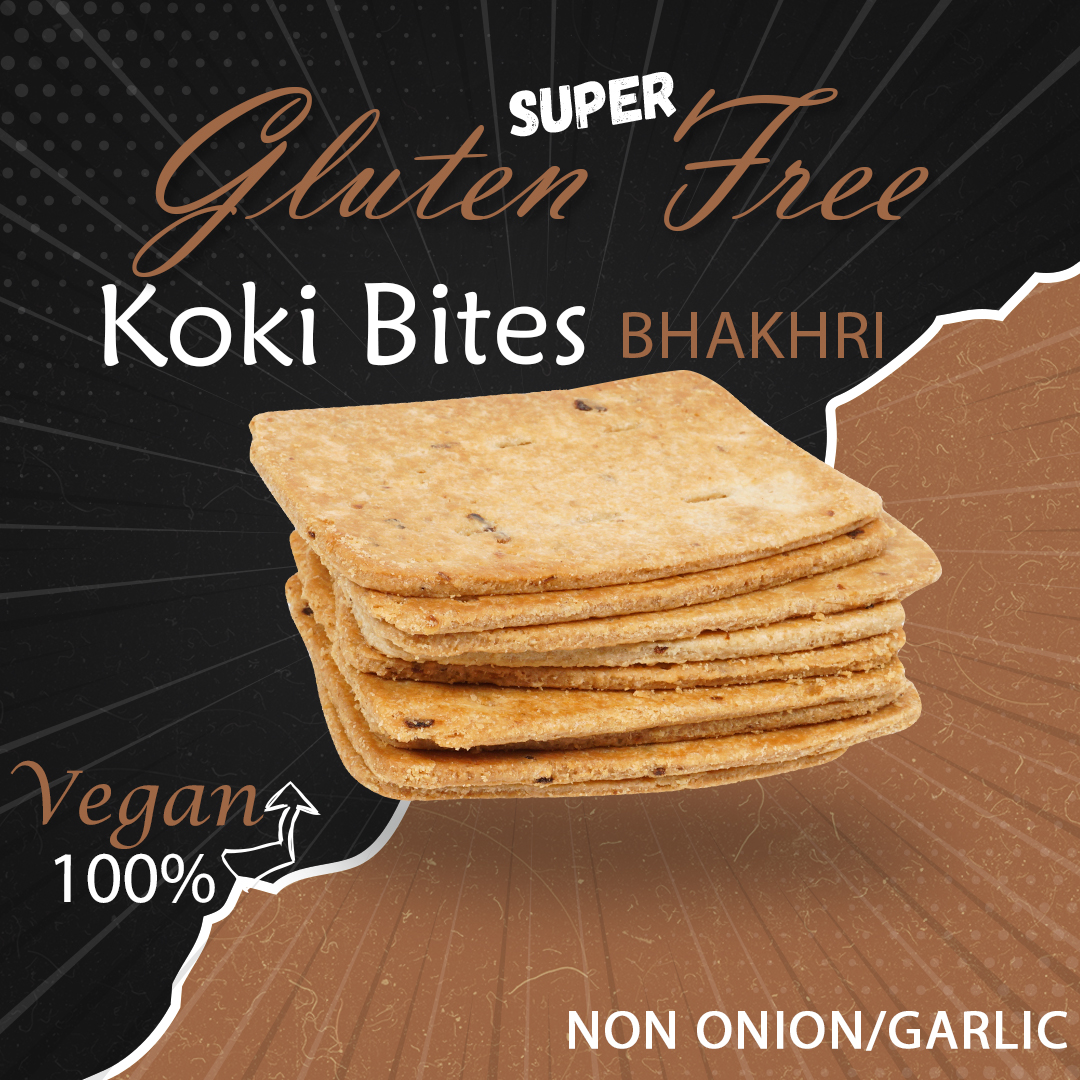 SUPER
Gluten Free
Koki Bites BHAKHRI
Vegan
100%
NON ONION/GARLIC